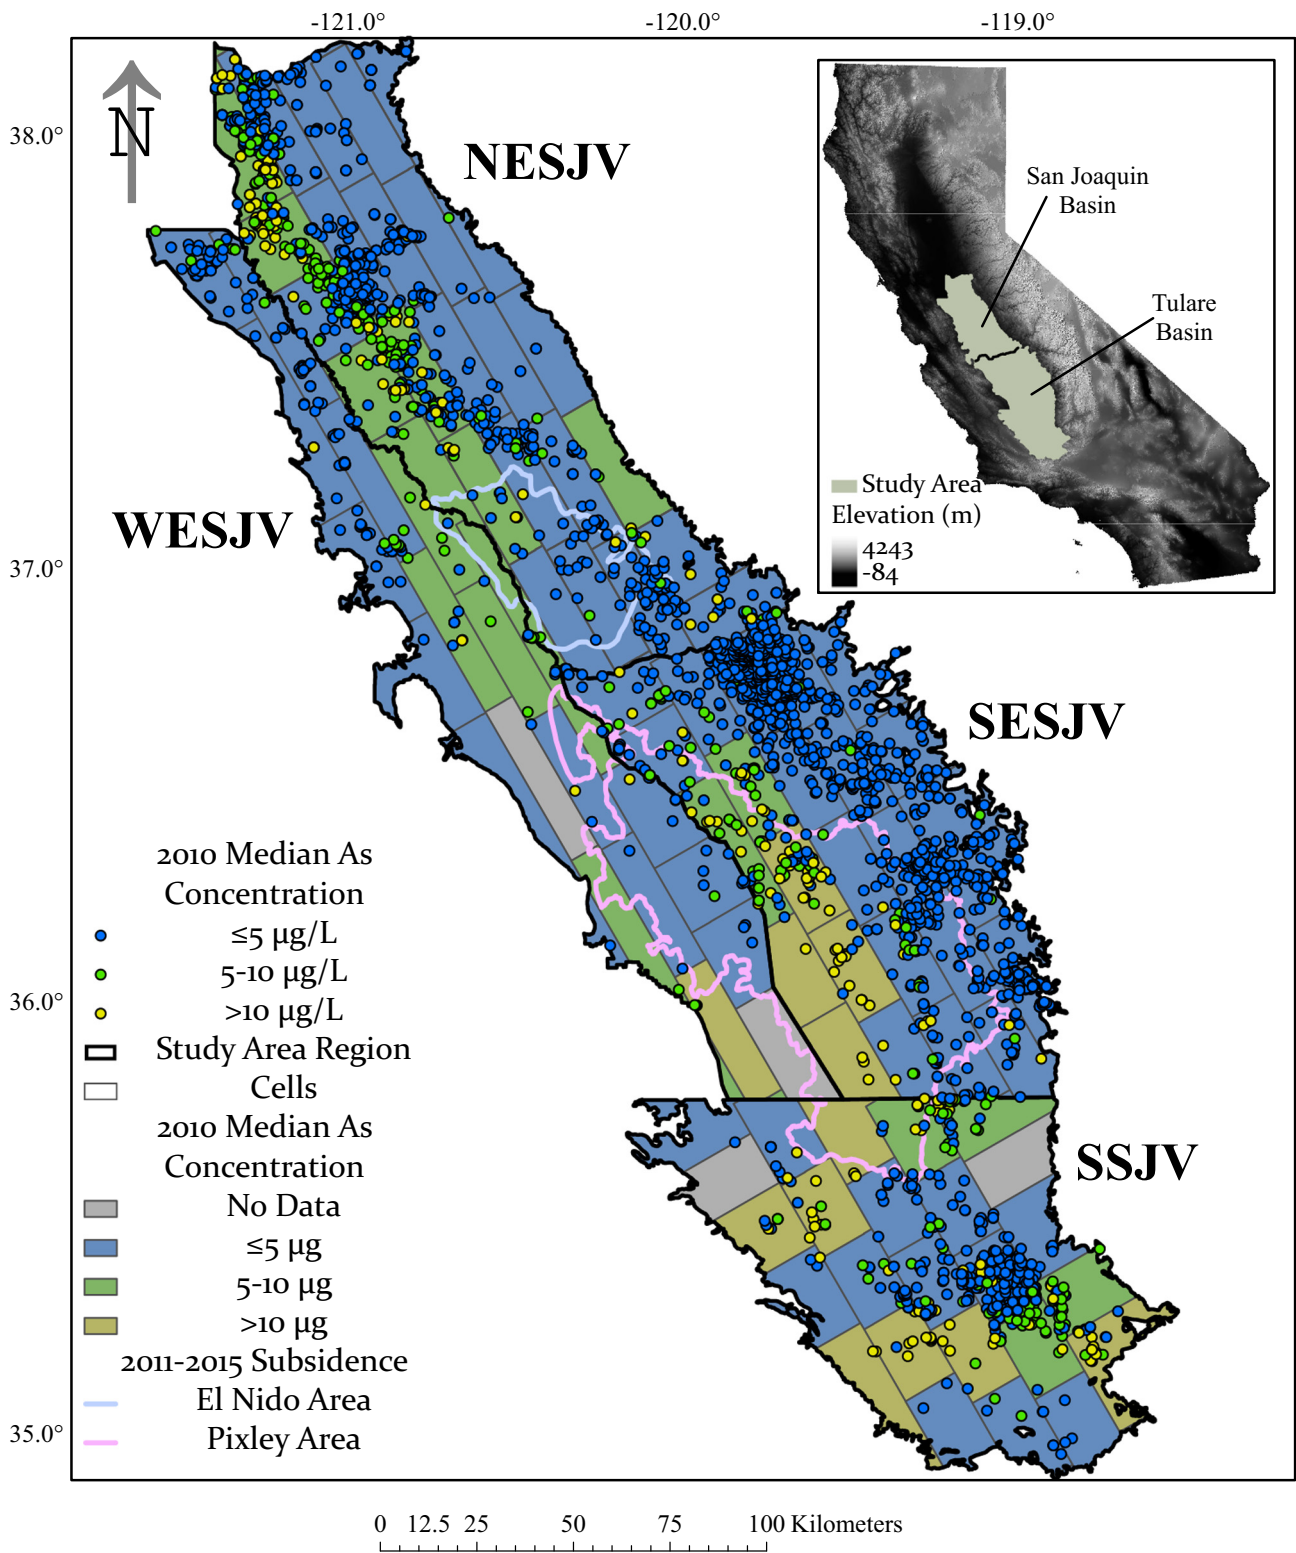 -121.0°
-120.0°
-119.0°
38.0°
37.0°
36.0°
35.0°
N
NESJV
WESJV
SESJV
SSJV
San Joaquin
Basin
Tulare
Basin
Study Area
Elevation (m)
4243
-84
2010 Median As
Concentration
≤5 µg/L
5-10 µg/L
>10 µg/L
Study Area Region
Cells
2010 Median As
Concentration
No Data
≤5 µg
5-10 µg
>10 µg
2011-2015 Subsidence
El Nido Area
Pixley Area
0 12.5 25 50 75 100 Kilometers